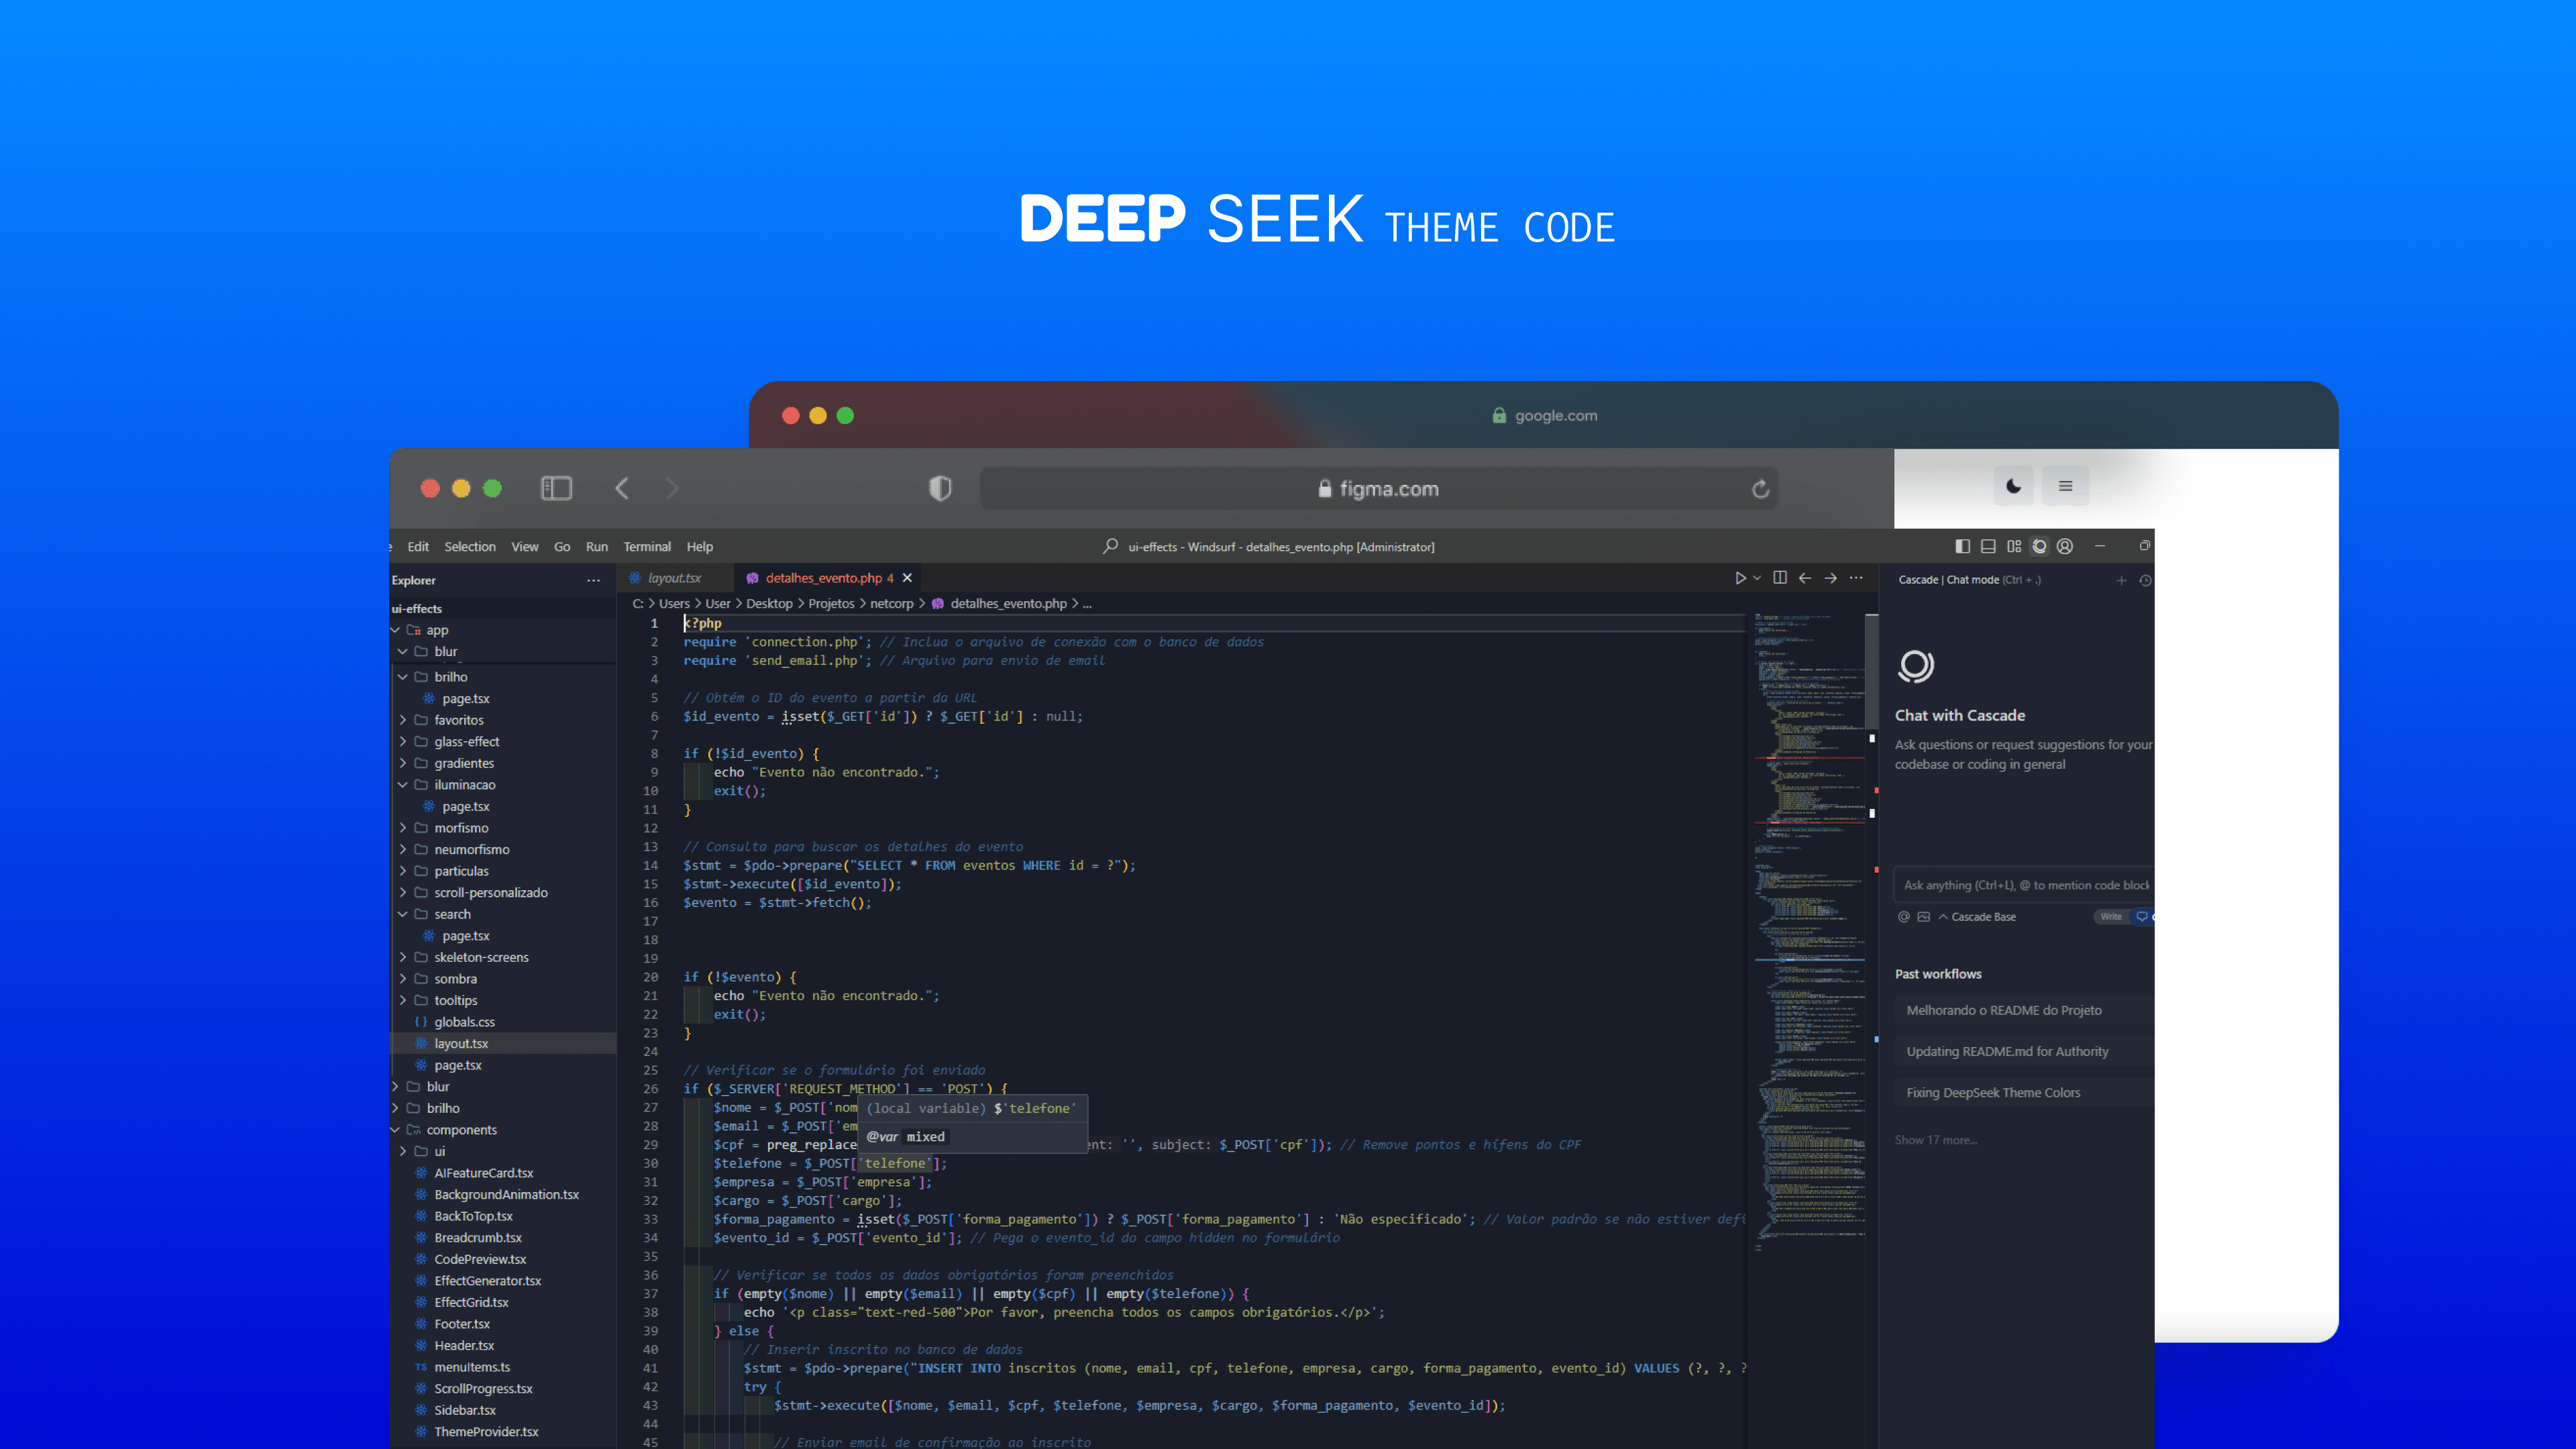 DEEP SEEK THEME CODE
google.com
figma.com
Edit Selection View Go Run Terminal Help
ui-effects - Windsurf - detalhes_evento.php [Administrator]
Explorer
ui-effects
app
blur
brilho
page.tsx
favoritos
glass-effect
gradientes
iluminacao
page.tsx
morfismo
neumorfismo
particulas
scroll-personalizado
search
page.tsx
skeleton-screens
sombra
tooltips
globals.css
layout.tsx
page.tsx
blur
brilho
components
ui
AIFeatureCard.tsx
BackgroundAnimation.tsx
BackToTop.tsx
Breadcrumb.tsx
CodePreview.tsx
EffectGenerator.tsx
EffectGrid.tsx
Footer.tsx
Header.tsx
TS menuItems.ts
ScrollProgress.tsx
Sidebar.tsx
ThemeProvider.tsx
layout.tsx
detalhes_evento.php 4
C: > Users > User > Desktop > Projetos > netcorp > detalhes_evento.php > ...
1 <?php
2 require 'connection.php'; // Inclua o arquivo de conexão com o banco de dados
3 require 'send_email.php'; // Arquivo para envio de email
4
5 // Obtém o ID do evento a partir da URL
6 $id_evento = isset($_GET['id']) ? $_GET['id'] : null;
7
8 if (!$id_evento) {
9 echo "Evento não encontrado.";
10 exit();
11 }
12
13 // Consulta para buscar os detalhes do evento
14 $stmt = $pdo->prepare("SELECT * FROM eventos WHERE id = ?");
15 $stmt->execute([$id_evento]);
16 $evento = $stmt->fetch();
17
18
19
20 if (!$evento) {
21 echo "Evento não encontrado.";
22 exit();
23 }
24
25 // Verificar se o formulário foi enviado
26 if ($_SERVER['REQUEST_METHOD'] == 'POST') {
27 $nome = $_POST['nom
28 $email = $_POST['em
29 $cpf = preg_replace ent: '', subject: $_POST['cpf']); // Remove pontos e hífens do CPF
(local variable) $'telefone'
@var mixed
30 $telefone = $_POST['telefone'];
31 $empresa = $_POST['empresa'];
32 $cargo = $_POST['cargo'];
33 $forma_pagamento = isset($_POST['forma_pagamento']) ? $_POST['forma_pagamento'] : 'Não especificado'; // Valor padrão se não estiver defi
34 $evento_id = $_POST['evento_id']; // Pega o evento_id do campo hidden no formulário
35
36 // Verificar se todos os dados obrigatórios foram preenchidos
37 if (empty($nome) || empty($email) || empty($cpf) || empty($telefone)) {
38 echo '<p class="text-red-500">Por favor, preencha todos os campos obrigatórios.</p>';
39 } else {
40 // Inserir inscrito no banco de dados
41 $stmt = $pdo->prepare("INSERT INTO inscritos (nome, email, cpf, telefone, empresa, cargo, forma_pagamento, evento_id) VALUES (?, ?, ?
42 try {
43 $stmt->execute([$nome, $email, $cpf, $telefone, $empresa, $cargo, $forma_pagamento, $evento_id]);
44
45 // Enviar email de confirmação ao inscrito
Cascade | Chat mode (Ctrl + .)
Chat with Cascade
Ask questions or request suggestions for your
codebase or coding in general
Ask anything (Ctrl+L), @ to mention code block
Cascade Base
Write
Past workflows
Melhorando o README do Projeto
Updating README.md for Authority
Fixing DeepSeek Theme Colors
Show 17 more...